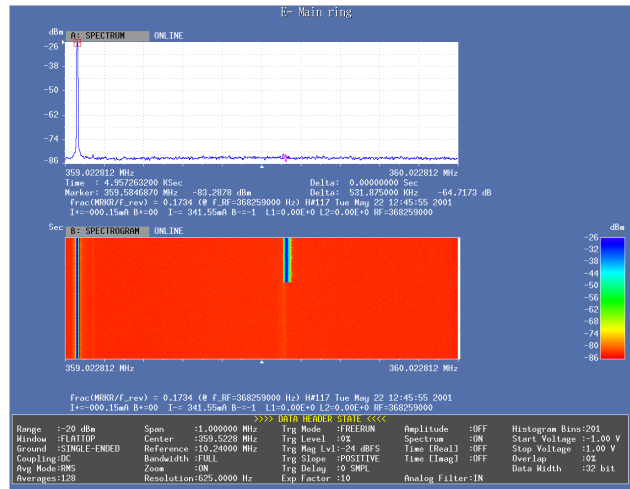 E- Main ring
dBm A: SPECTRUM ONLINE
-26
-38
-50
-62
-74
-86
359.022812 MHz 360.022812 MHz
Time : 4.957263200 KSec Delta: 0.00000000 Sec
Marker: 359.5846870 MHz -83.2878 dBm Delta: 531.875000 KHz -64.7173 dB
frac(MRKR/f_rev) = 0.1734 (@ f_RF=368259000 Hz) H#117 Tue May 22 12:45:55 2001
I+=-000.15mA B+=00 I-= 341.55mA B-=-1 L1=0.00E+0 L2=0.00E+0 RF=368259000
Sec B: SPECTROGRAM ONLINE dBm
-26
-32
-38
-44
-50
-56
-62
-68
-74
-80
-86
359.022812 MHz 360.022812 MHz
frac(MRKR/f_rev) = 0.1734 (@ f_RF=368259000 Hz) H#117 Tue May 22 12:45:55 2001
I+=-000.15mA B+=00 I-= 341.55mA B-=-1 L1=0.00E+0 L2=0.00E+0 RF=368259000
>>>> DATA HEADER STATE <<<<
Range :-20 dBm Span :1.000000 MHz Trg Mode :FREERUN Amplitude :OFF Histogram Bins:201
Window :FLATTOP Center :359.5228 MHz Trg Level :0% Spectrum :ON Start Voltage :-1.00 V
Ground :SINGLE-ENDED Reference :10.24000 MHz Trg Mag Lvl:-24 dBFS Time [Real] :OFF Stop Voltage :1.00 V
Coupling:DC Bandwidth :FULL Trg Slope :POSITIVE Time [Imag] :OFF Overlap :0%
Avg Mode:RMS Zoom :ON Trg Delay :0 SMPL Data Width :32 bit
Averages:128 Resolution:625.0000 Hz Exp Factor :10 Analog Filter:IN